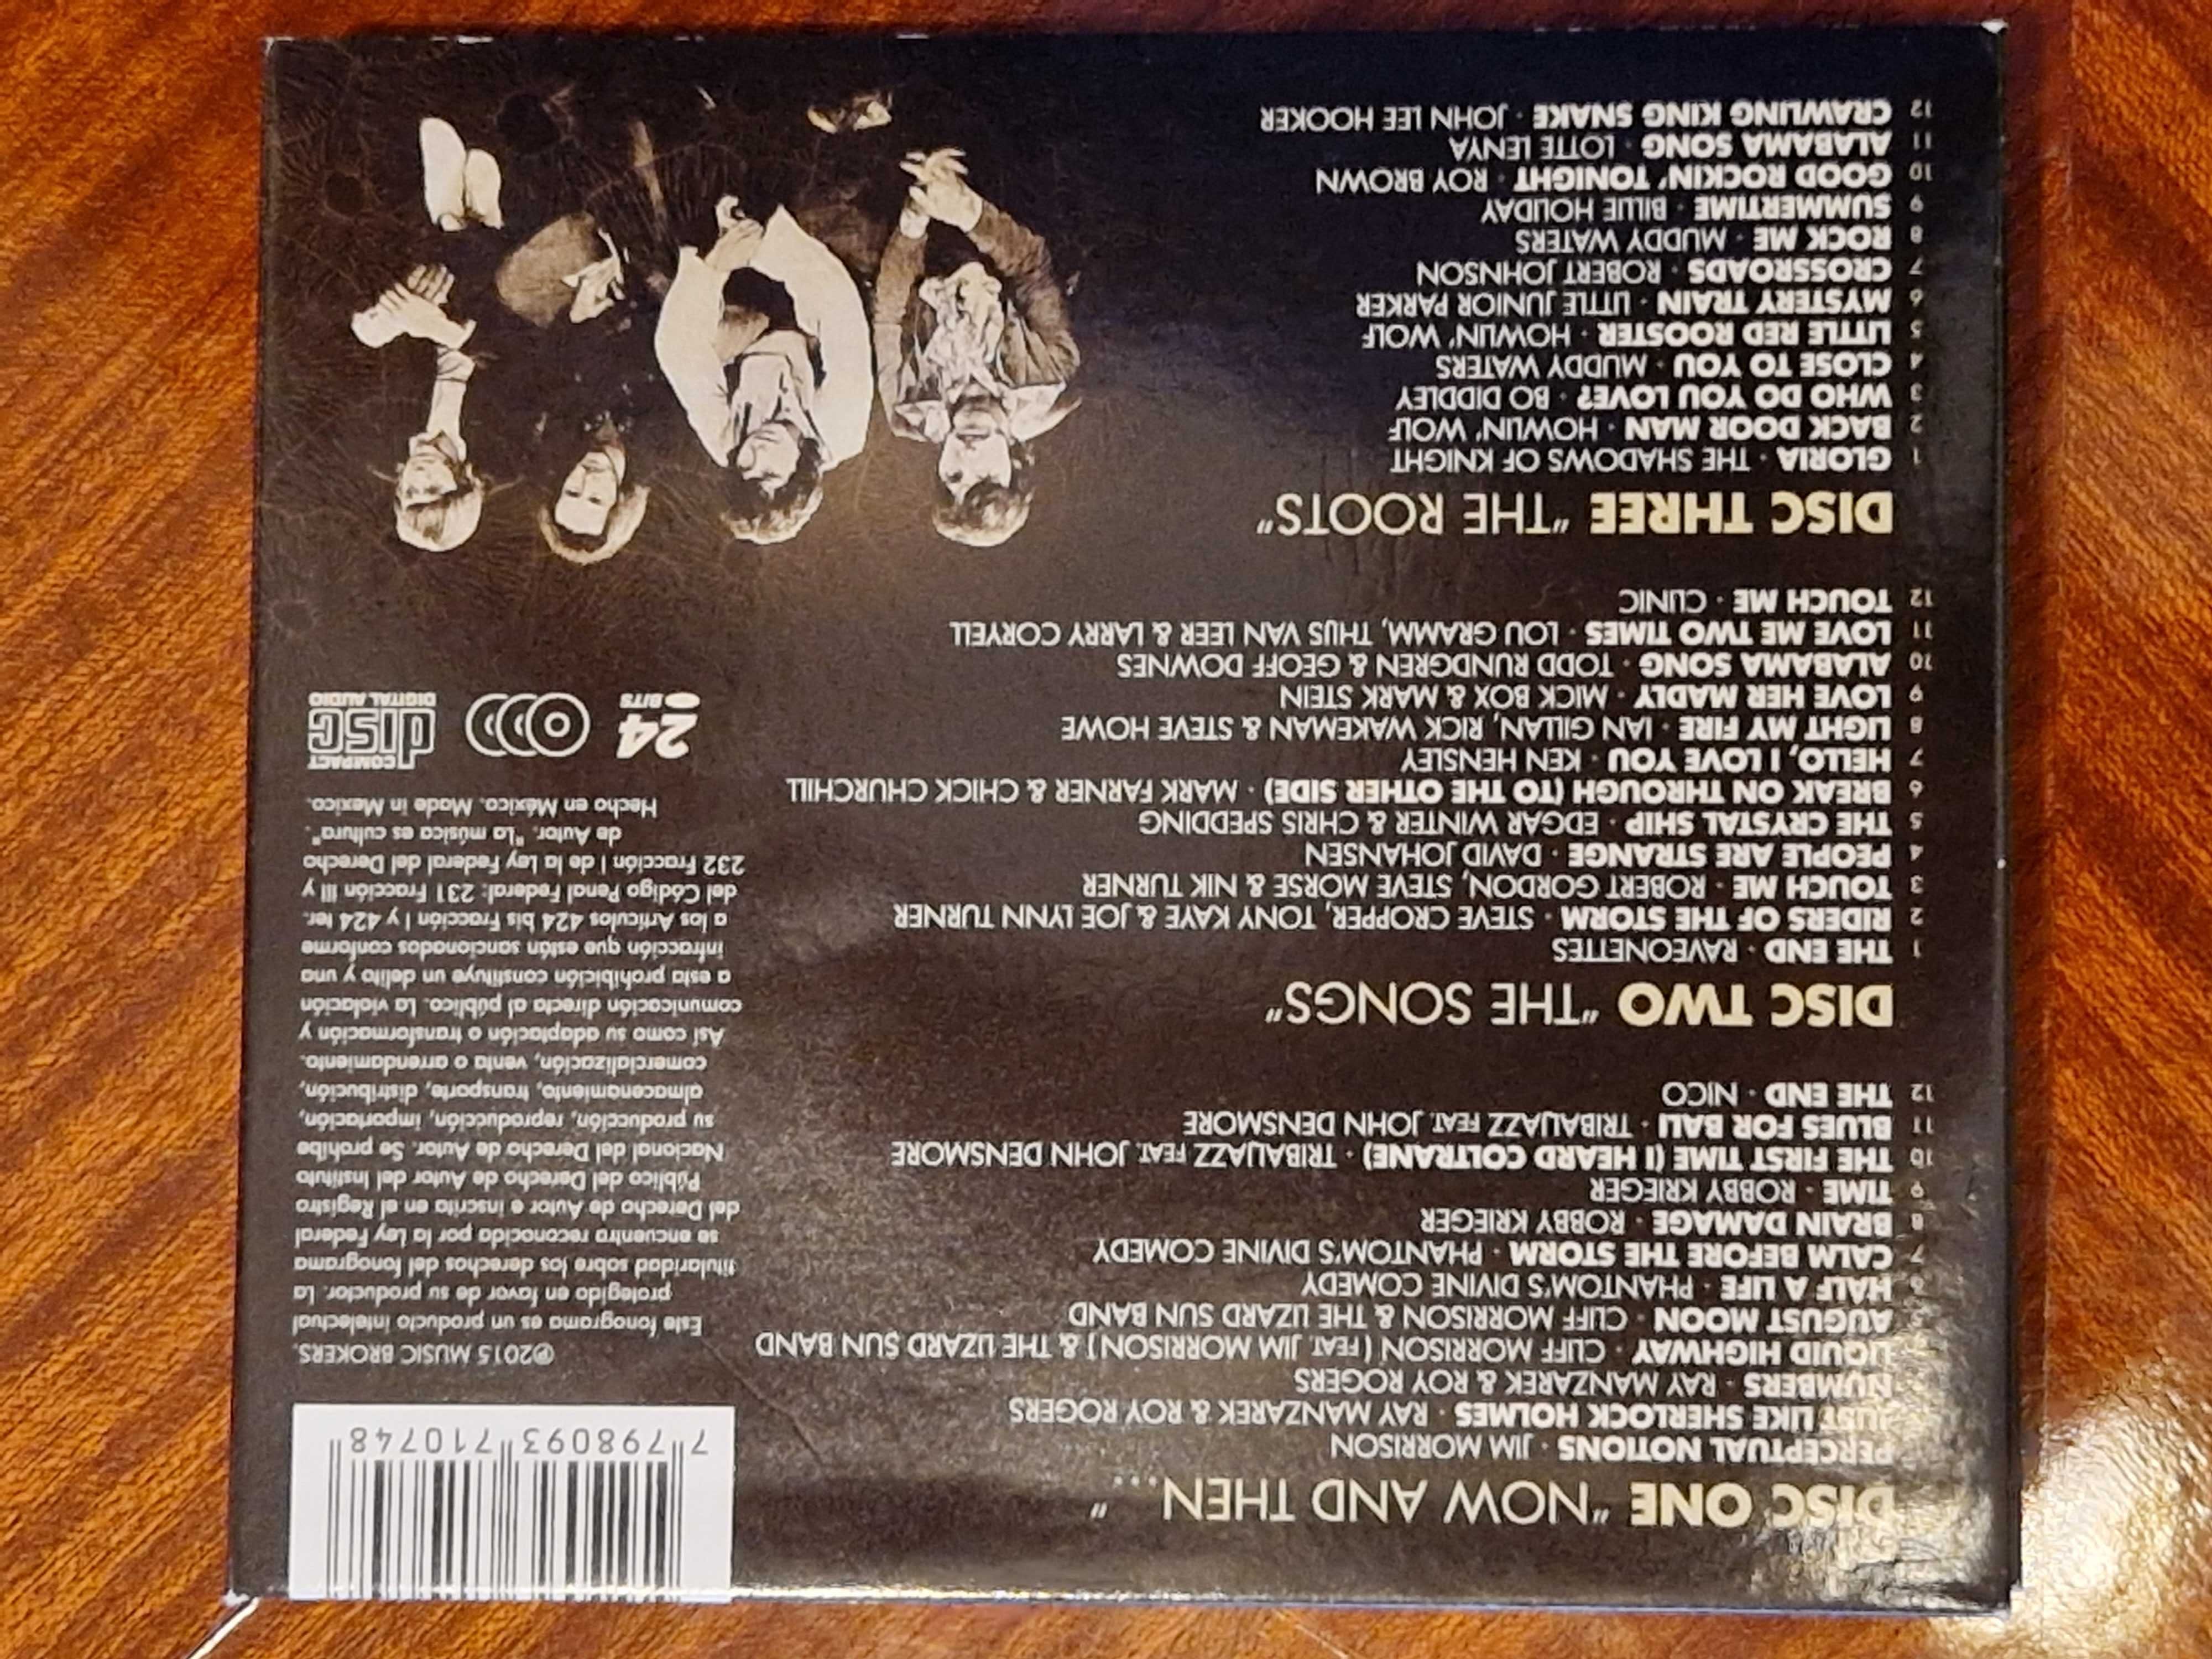 DISC ONE "NOW AND THEN..."
PERCEPTUAL NOTIONS · JIM MORRISON
JUST LIKE SHERLOCK HOLMES · RAY MANZAREK & ROY ROGERS
NUMBERS · RAY MANZAREK & ROY ROGERS
LIQUID HIGHWAY · CLIFF MORRISON (FEAT. JIM MORRISON) & THE LIZARD SUN BAND
AUGUST MOON · CLIFF MORRISON & THE LIZARD SUN BAND
6 HALF A LIFE · PHANTOM'S DIVINE COMEDY
7 CALM BEFORE THE STORM · PHANTOM'S DIVINE COMEDY
8 BRAIN DAMAGE · ROBBY KRIEGER
9 TIME · ROBBY KRIEGER
10 THE FIRST TIME (I HEARD COLTRANE) · TRIBALJAZZ FEAT. JOHN DENSMORE
11 BLUES FOR BALI · TRIBALJAZZ FEAT. JOHN DENSMORE
12 THE END · NICO
DISC TWO "THE SONGS"
1 THE END · RAVEONETTES
2 RIDERS OF THE STORM · STEVE CROPPER, TONY KAYE & JOE LYNN TURNER
3 TOUCH ME · ROBERT GORDON, STEVE MORSE & NIK TURNER
4 PEOPLE ARE STRANGE · DAVID JOHANSEN
5 THE CRYSTAL SHIP · EDGAR WINTER & CHRIS SPEDDING
6 BREAK ON THROUGH (TO THE OTHER SIDE) · MARK FARNER & CHICK CHURCHILL
7 HELLO, I LOVE YOU · KEN HENSLEY
8 LIGHT MY FIRE · IAN GILLAN, RICK WAKEMAN & STEVE HOWE
9 LOVE HER MADLY · MICK BOX & MARK STEIN
10 ALABAMA SONG · TODD RUNDGREN & GEOFF DOWNES
11 LOVE ME TWO TIMES · LOU GRAMM, THIJS VAN LEER & LARRY CORYELL
12 TOUCH ME · CLINIC
DISC THREE "THE ROOTS"
1 GLORIA · THE SHADOWS OF KNIGHT
2 BACK DOOR MAN · HOWLIN' WOLF
3 WHO DO YOU LOVE? · BO DIDDLEY
4 CLOSE TO YOU · MUDDY WATERS
5 LITTLE RED ROOSTER · HOWLIN' WOLF
6 MYSTERY TRAIN · LITTLE JUNIOR PARKER
7 CROSSROADS · ROBERT JOHNSON
8 ROCK ME · MUDDY WATERS
9 SUMMERTIME · BILLIE HOLIDAY
10 GOOD ROCKIN' TONIGHT · ROY BROWN
11 ALABAMA SONG · LOTTE LENYA
12 CRAWLING KING SNAKE · JOHN LEE HOOKER
7 798093 710748
℗2015 MUSIC BROKERS.
Este fonograma es un producto intelectual
protegido en favor de su productor. La
titularidad sobre los derechos del fonograma
se encuentra reconocida por la Ley Federal
del Derecho de Autor e inscrita en el Registro
Público del Derecho de Autor del Instituto
Nacional del Derecho de Autor. Se prohíbe
su producción, reproducción, importación,
almacenamiento, transporte, distribución,
comercialización, venta o arrendamiento.
Así como su adaptación o transformación y
comunicación directa al público. La violación
a esta prohibición constituye un delito y una
infracción que están sancionados conforme
a los Artículos 424 bis Fracción I y 424 ter.
del Código Penal Federal: 231 Fracción III y
232 Fracción I de la Ley Federal del Derecho
de Autor. "La música es cultura".
Hecho en México. Made in Mexico.
24 BITS
COMPACT disc DIGITAL AUDIO